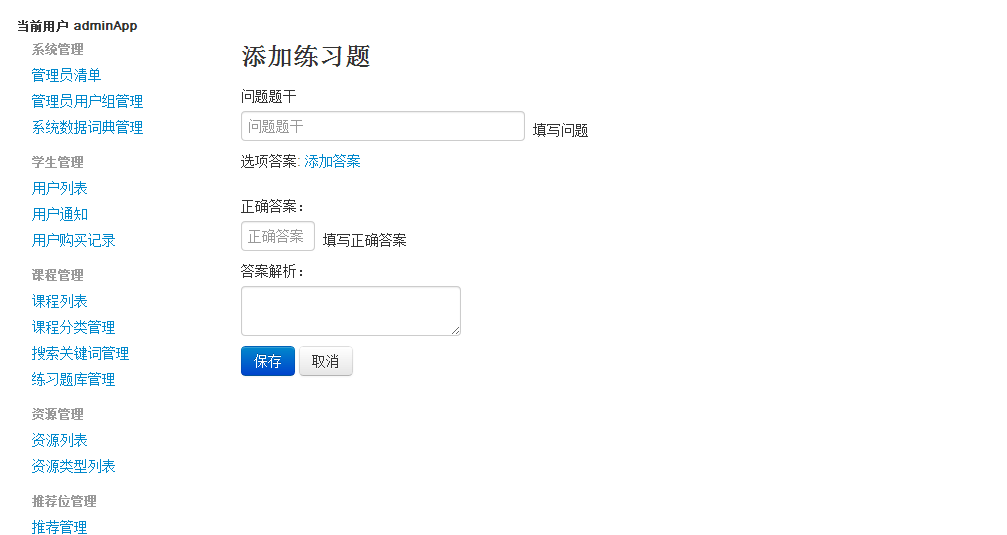 当前用户 adminApp
系统管理
管理员清单
管理员用户组管理
系统数据词典管理
学生管理
用户列表
用户通知
用户购买记录
课程管理
课程列表
课程分类管理
搜索关键词管理
练习题库管理
资源管理
资源列表
资源类型列表
推荐位管理
推荐管理
添加练习题
问题题干
问题题干 填写问题
选项答案: 添加答案
正确答案：
正确答案 填写正确答案
答案解析：
保存 取消